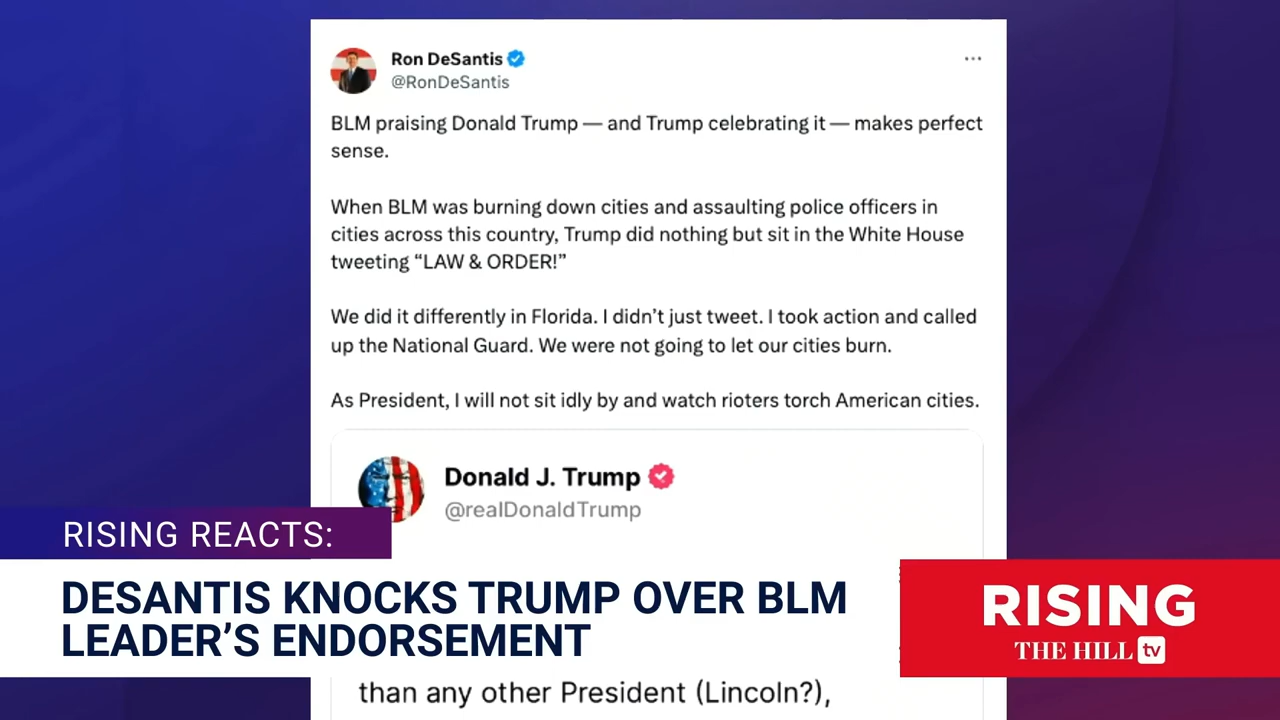 Ron DeSantis
@RonDeSantis
BLM praising Donald Trump — and Trump celebrating it — makes perfect
sense.
When BLM was burning down cities and assaulting police officers in
cities across this country, Trump did nothing but sit in the White House
tweeting “LAW & ORDER!”
We did it differently in Florida. I didn’t just tweet. I took action and called
up the National Guard. We were not going to let our cities burn.
As President, I will not sit idly by and watch rioters torch American cities.
Donald J. Trump
@realDonaldTrump
RISING REACTS:
DESANTIS KNOCKS TRUMP OVER BLM
LEADER’S ENDORSEMENT
RISING
THE HILL tv
than any other President (Lincoln?),